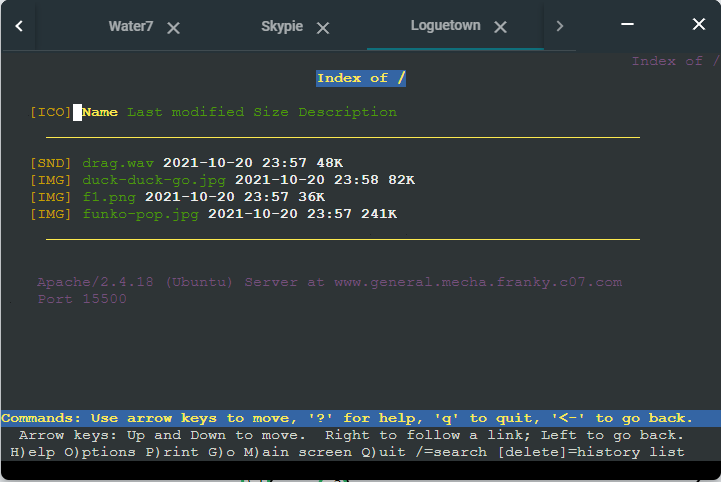 Water7 Skypie Loguetown
Index of /
Index of /
[ICO] Name Last modified Size Description
[SND] drag.wav 2021-10-20 23:57 48K
[IMG] duck-duck-go.jpg 2021-10-20 23:58 82K
[IMG] f1.png 2021-10-20 23:57 36K
[IMG] funko-pop.jpg 2021-10-20 23:57 241K
Apache/2.4.18 (Ubuntu) Server at www.general.mecha.franky.c07.com
Port 15500
Commands: Use arrow keys to move, '?' for help, 'q' to quit, '<-' to go back.
Arrow keys: Up and Down to move.  Right to follow a link; Left to go back.
H)elp O)ptions P)rint G)o M)ain screen Q)uit /=search [delete]=history list